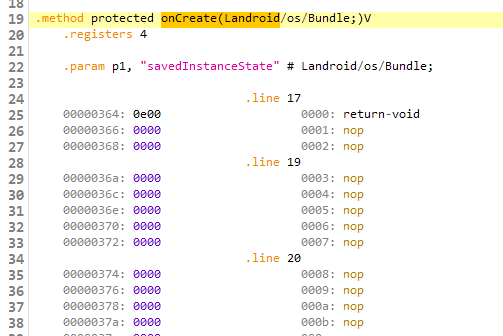 18
19 .method protected onCreate(Landroid/os/Bundle;)V
20 .registers 4
21
22 .param p1, "savedInstanceState" # Landroid/os/Bundle;
23
24 .line 17
25 00000364: 0e00 0000: return-void
26 00000366: 0000 0001: nop
27 00000368: 0000 0002: nop
28 .line 19
29 0000036a: 0000 0003: nop
30 0000036c: 0000 0004: nop
31 0000036e: 0000 0005: nop
32 00000370: 0000 0006: nop
33 00000372: 0000 0007: nop
34 .line 20
35 00000374: 0000 0008: nop
36 00000376: 0000 0009: nop
37 00000378: 0000 000a: nop
38 0000037a: 0000 000b: nop